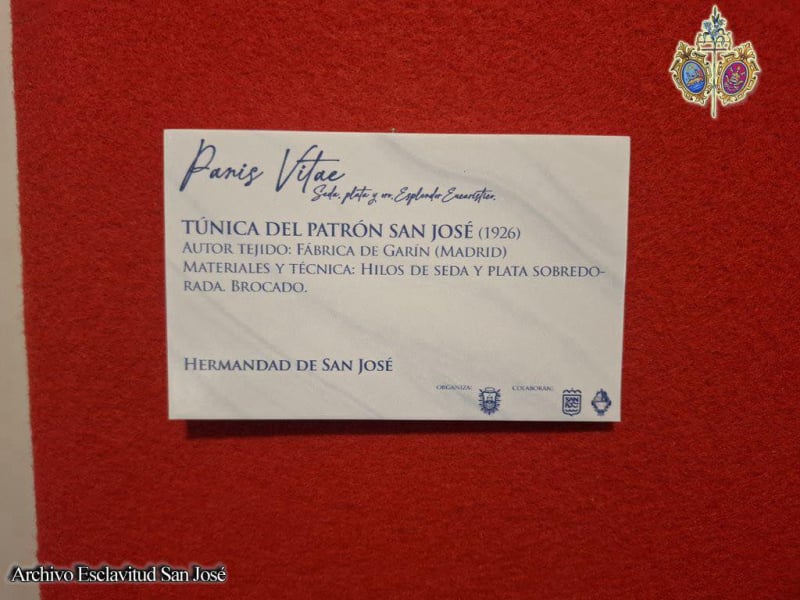 Panis Vitae
Seda, plata y oro. Esplendor Eucarístico.
TÚNICA DEL PATRÓN SAN JOSÉ (1926)
AUTOR TEJIDO: FÁBRICA DE GARÍN (MADRID)
MATERIALES Y TÉCNICA: HILOS DE SEDA Y PLATA SOBREDO-
RADA. BROCADO.
HERMANDAD DE SAN JOSÉ
ORGANIZA: COLABORAN:
Archivo Esclavitud San José